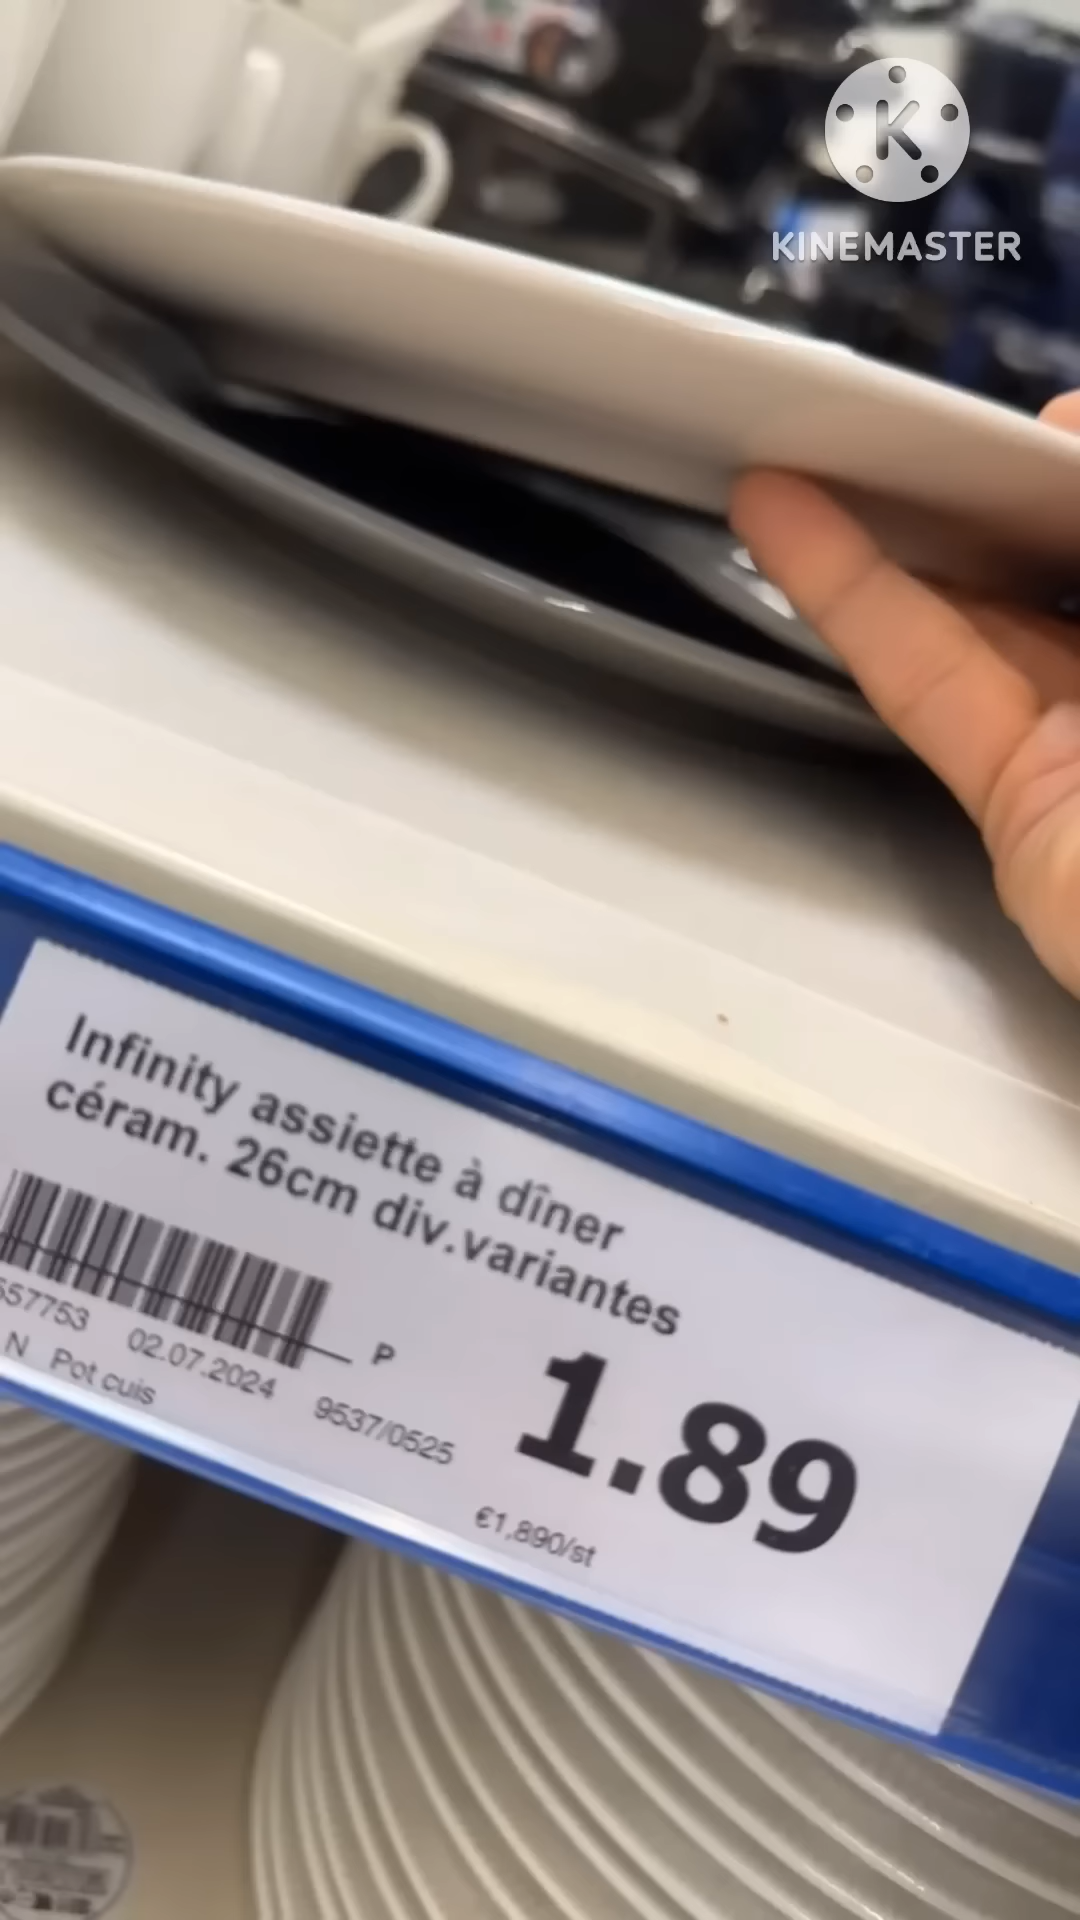 K
KINEMASTER
Infinity assiette à dîner
céram. 26cm div.variantes
P
557753 02.07.2024 9537/0525
N Pot cuis
1.89
€1,890/st